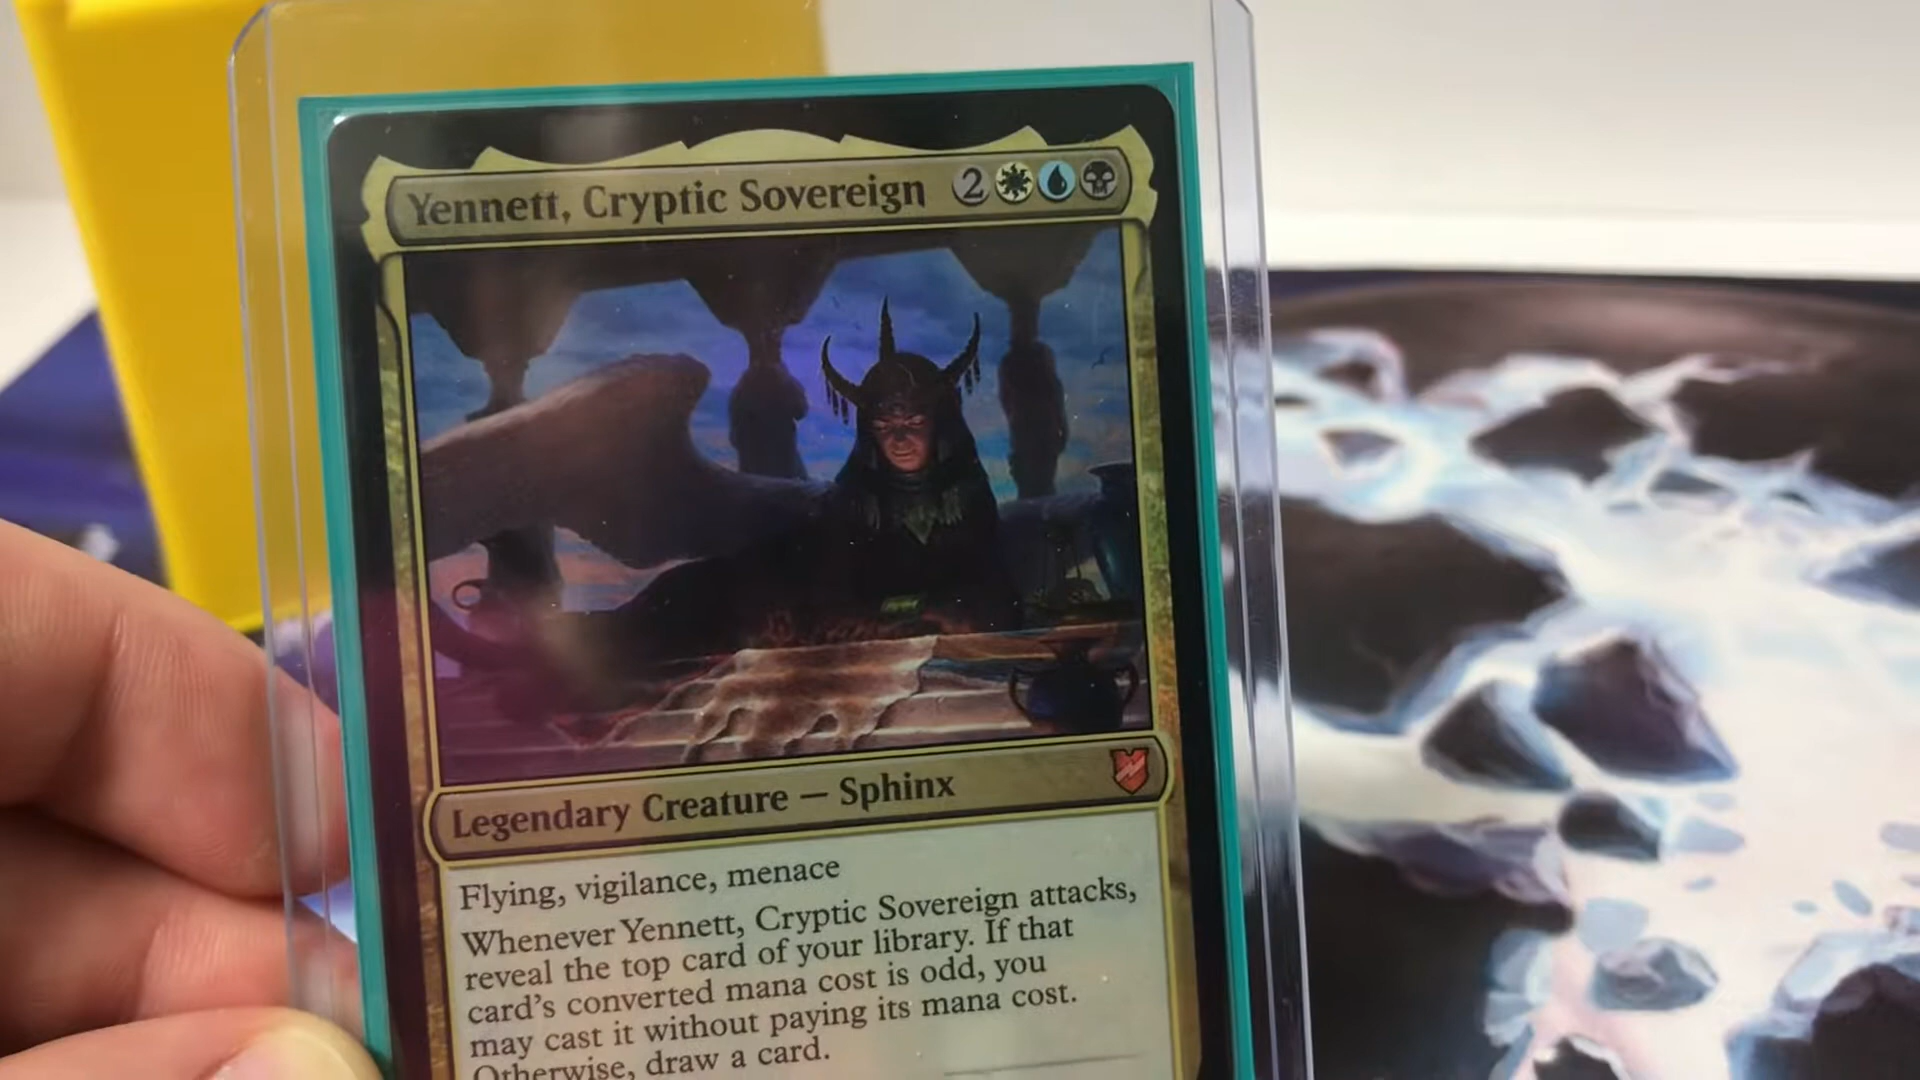 Yennett, Cryptic Sovereign 2
Legendary Creature — Sphinx
Flying, vigilance, menace
Whenever Yennett, Cryptic Sovereign attacks,
reveal the top card of your library. If that
card's converted mana cost is odd, you
may cast it without paying its mana cost.
Otherwise, draw a card.